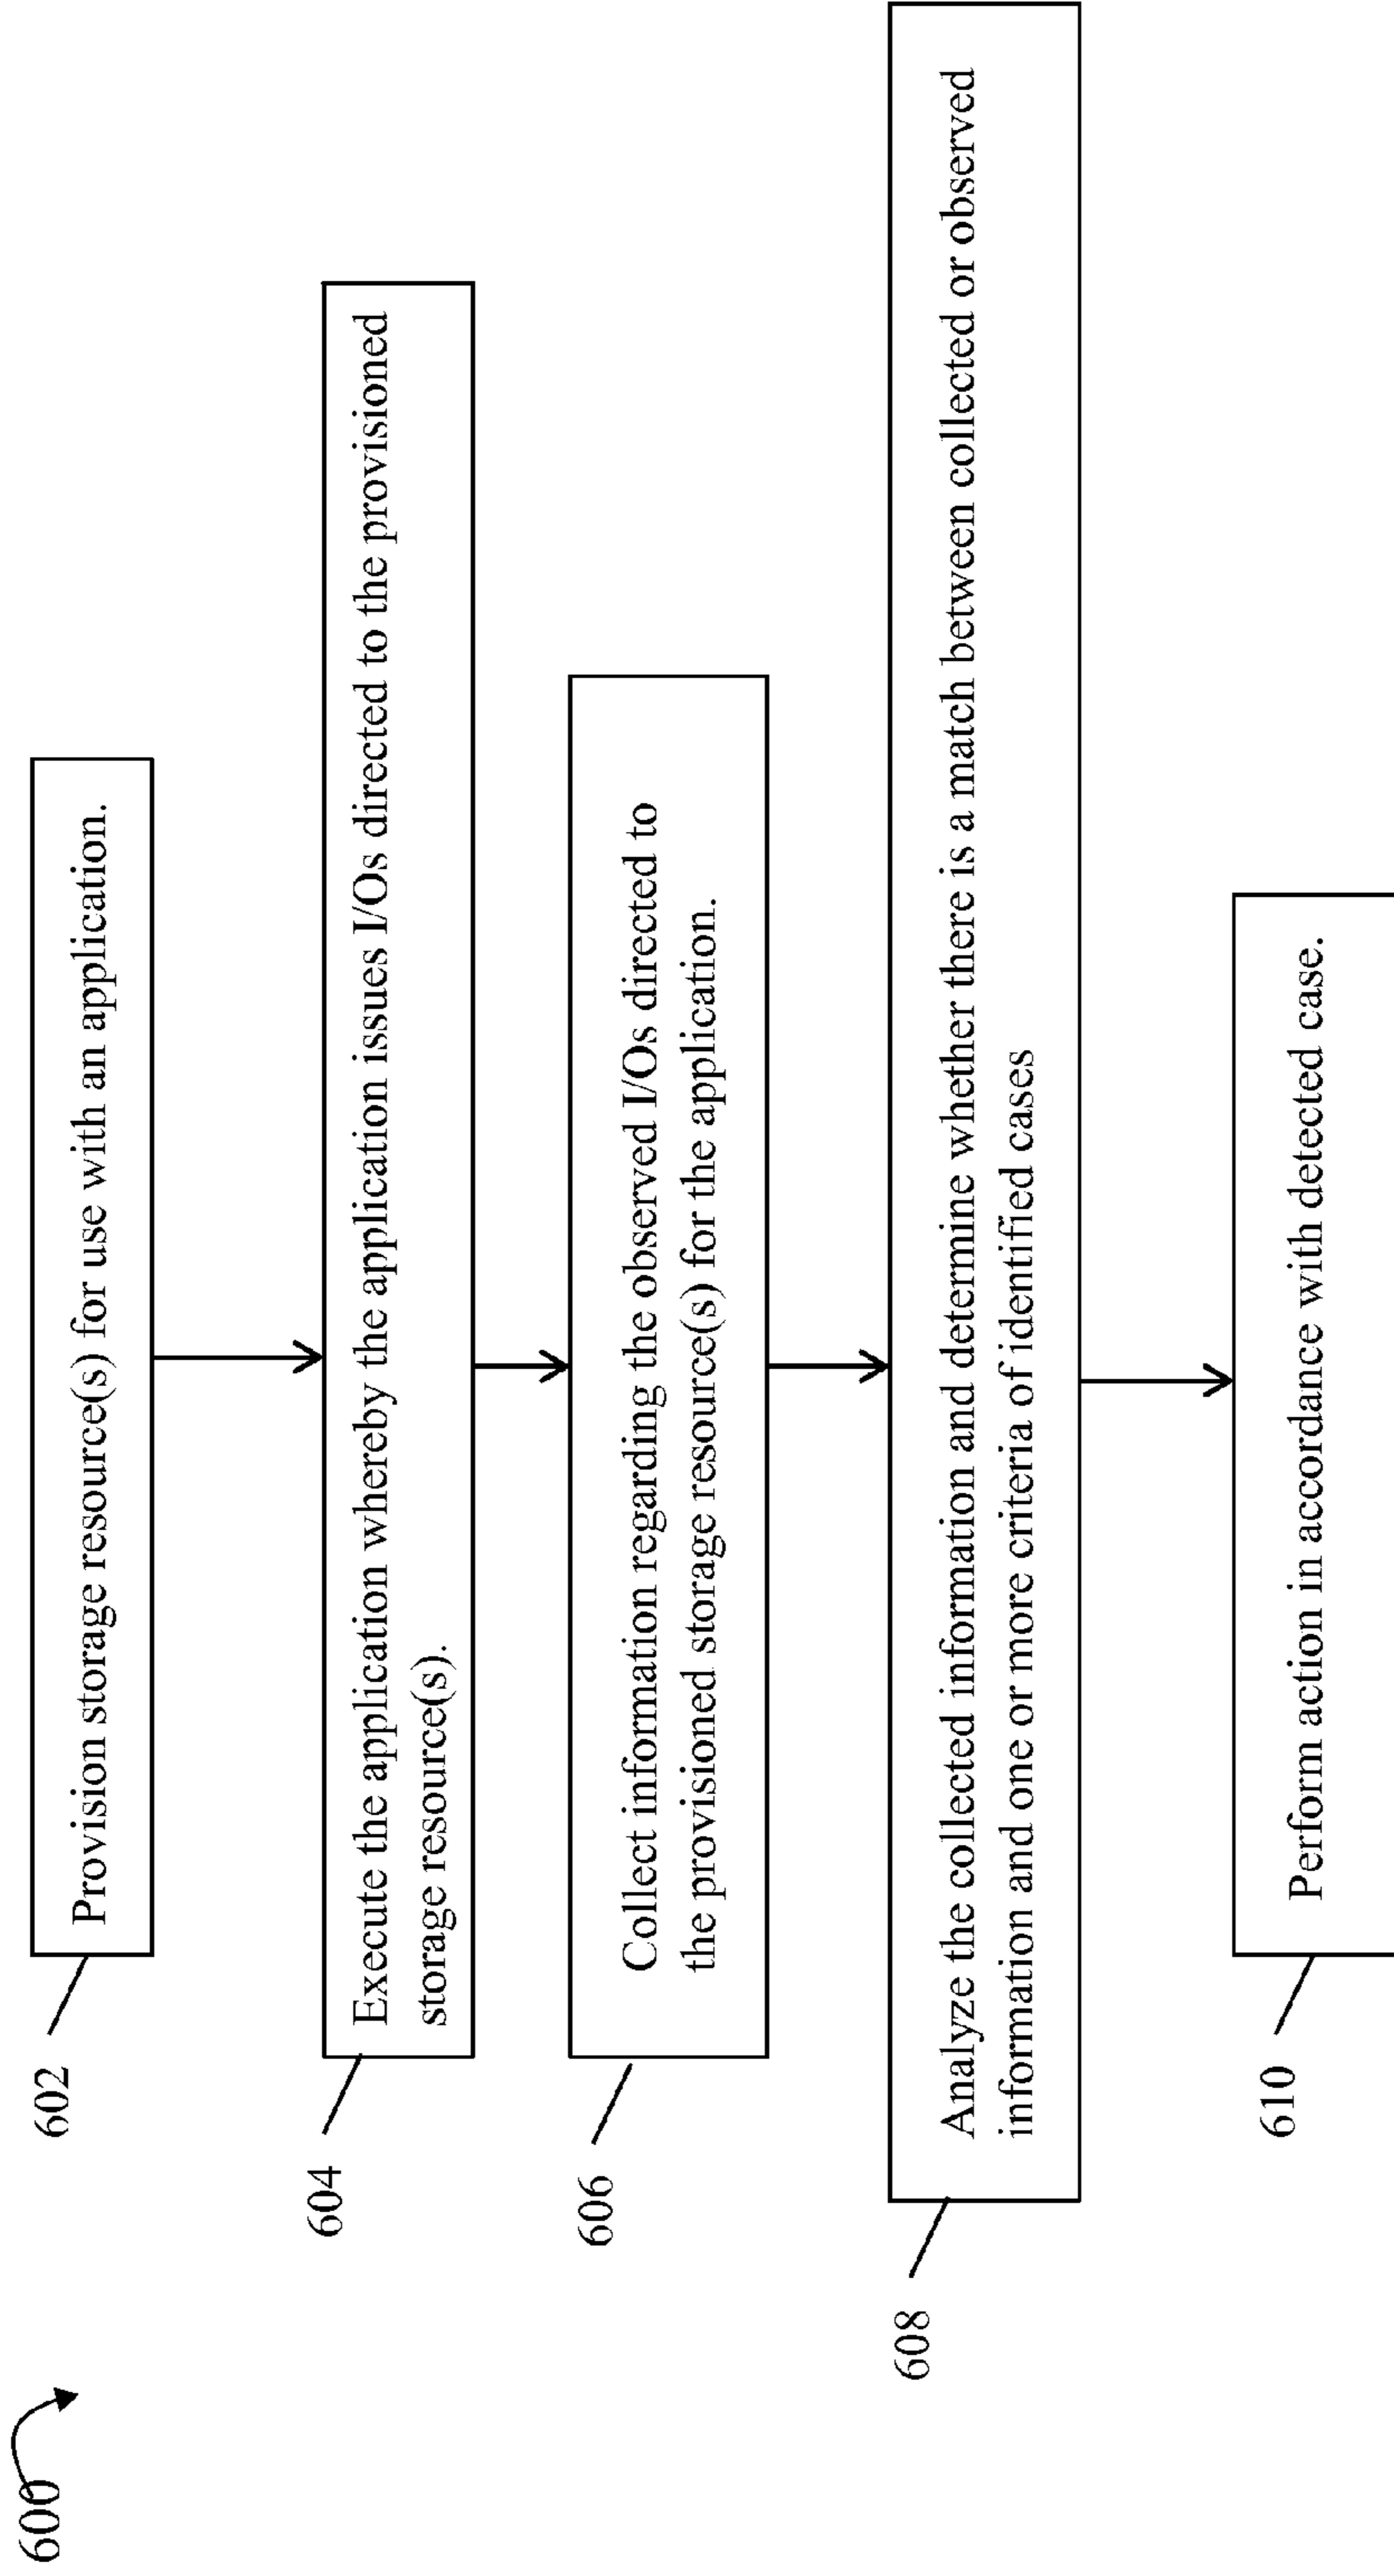 600
602
Provision storage resource(s) for use with an application.
604
Execute the application whereby the application issues I/Os directed to the provisioned
storage resource(s).
606
Collect information regarding the observed I/Os directed to
the provisioned storage resource(s) for the application.
608
Analyze the collected information and determine whether there is a match between collected or observed
information and one or more criteria of identified cases
610
Perform action in accordance with detected case.